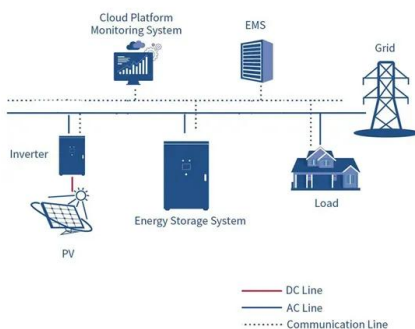 Cloud Platform
Monitoring System
EMS
Grid
Inverter
Energy Storage System
Load
PV
DC Line
AC Line
Communication Line